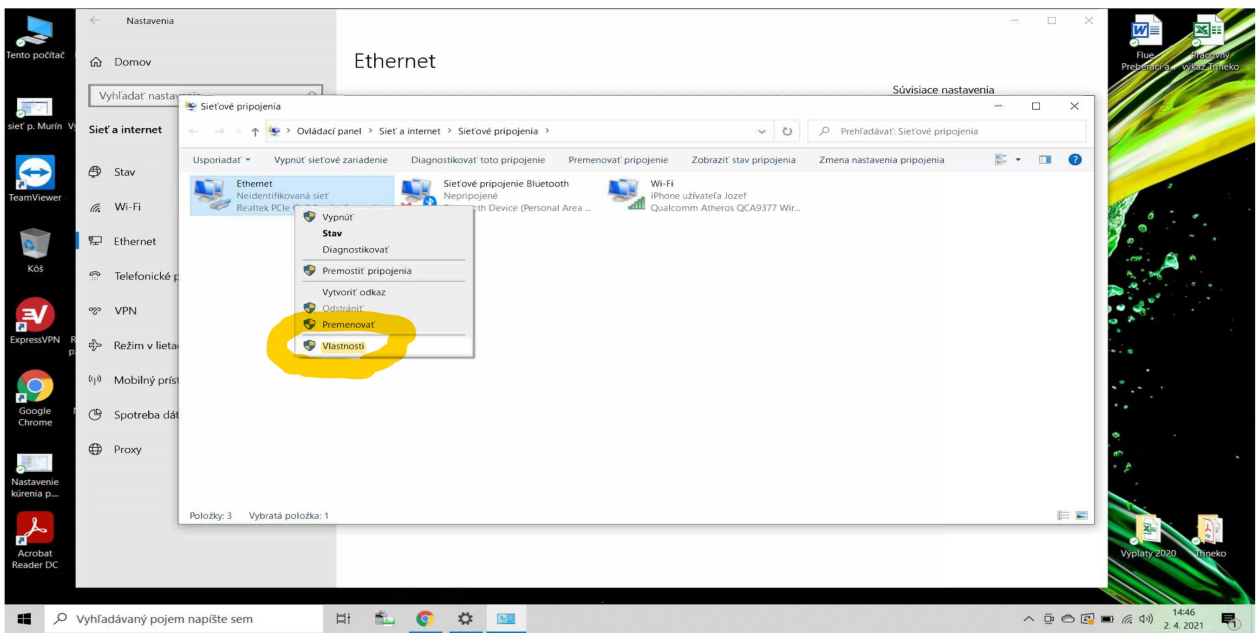 Nastavenia
Domov
Vyhľadať nastav
Sieť a internet
Stav
Wi-Fi
Ethernet
Telefonické p
VPN
Režim v lieta
Mobilný príst
Spotreba dát
Proxy
Ethernet
Súvisiace nastavenia
Sieťové pripojenia
Ovládací panel > Sieť a internet > Sieťové pripojenia >
Prehľadávať: Sieťové pripojenia
Usporiadať Vypnúť sieťové zariadenie Diagnostikovať toto pripojenie Premenovať pripojenie Zobraziť stav pripojenia Zmena nastavenia pripojenia
Ethernet
Neidentifikovaná sieť
Realtek PCIe
Sieťové pripojenie Bluetooth
Nepripojené
th Device (Personal Area ...
Wi-Fi
iPhone užívateľa Jozef
Qualcomm Atheros QCA9377 Wir...
Vypnúť
Stav
Diagnostikovať
Premostiť pripojenia
Vytvoriť odkaz
Odstrániť
Premenovať
Vlastnosti
Položky: 3 Vybratá položka: 1
Tento počítač
sieť p. Murín
TeamViewer
Kôš
ExpressVPN
Google
Chrome
Nastavenie
kúrenia p....
Acrobat
Reader DC
Flue
Preberací a...
Pracovný
výkaz Trineko
Výplaty 2020
Trineko
Vyhľadávaný pojem napíšte sem
14:46
2. 4. 2021
1